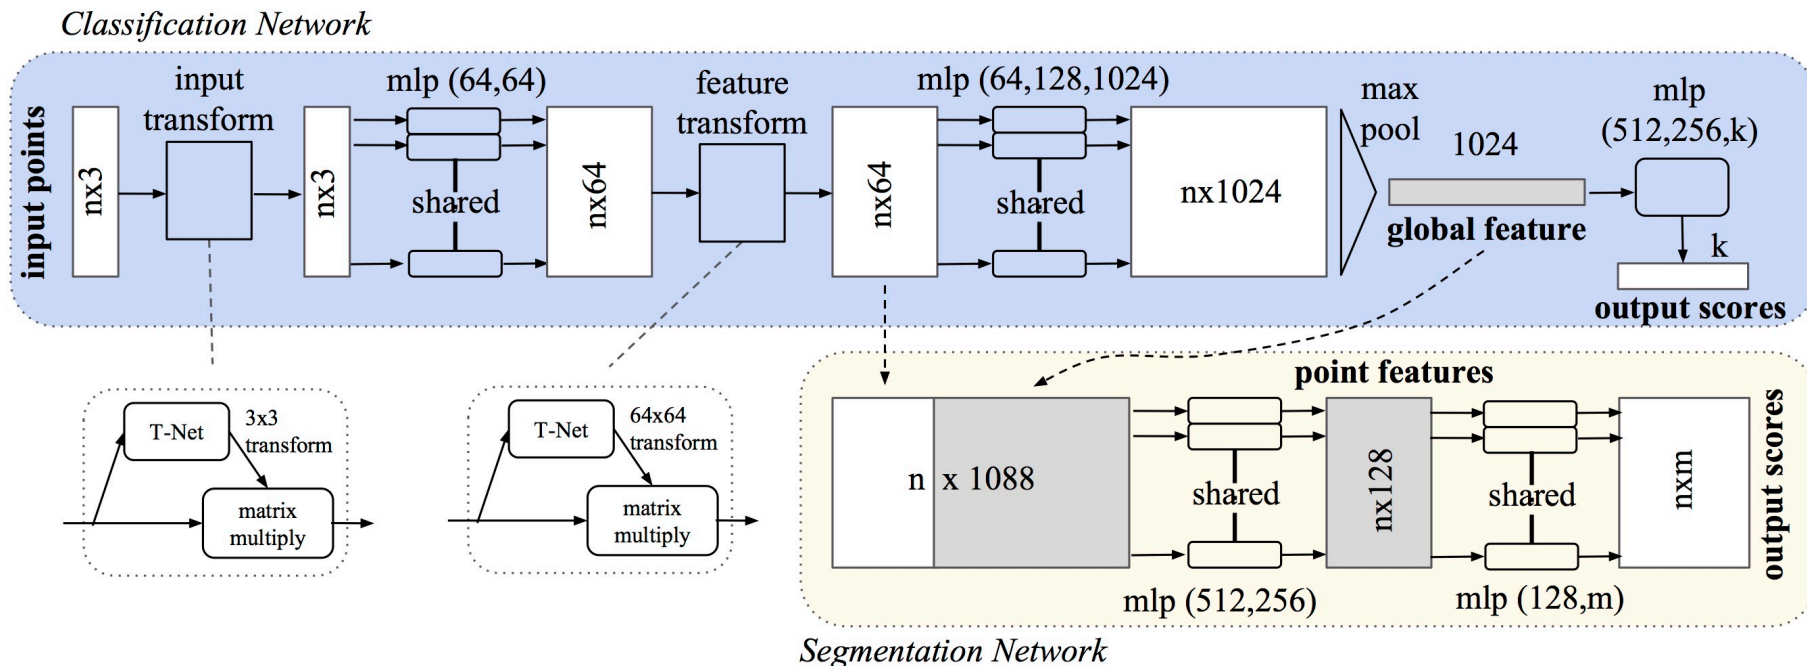 Classification Network
input points
nx3
input
transform
nx3
mlp (64,64)
shared
nx64
feature
transform
nx64
mlp (64,128,1024)
shared
nx1024
max
pool
1024
global feature
mlp
(512,256,k)
k
output scores
T-Net
3x3
transform
matrix
multiply
T-Net
64x64
transform
matrix
multiply
point features
n x 1088
shared
mlp (512,256)
nx128
shared
mlp (128,m)
nxm
output scores
Segmentation Network